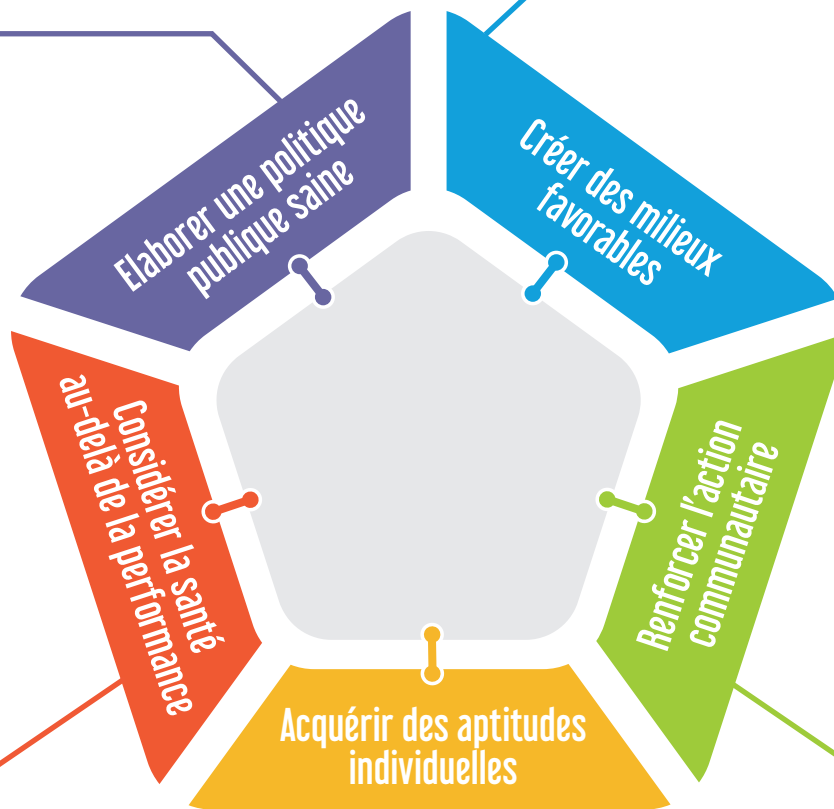 Elaborer une politique
publique saine
Créer des milieux
favorables
Renforcer l'action
communautaire
Acquérir des aptitudes
individuelles
Considérer la santé
au-delà de la performance